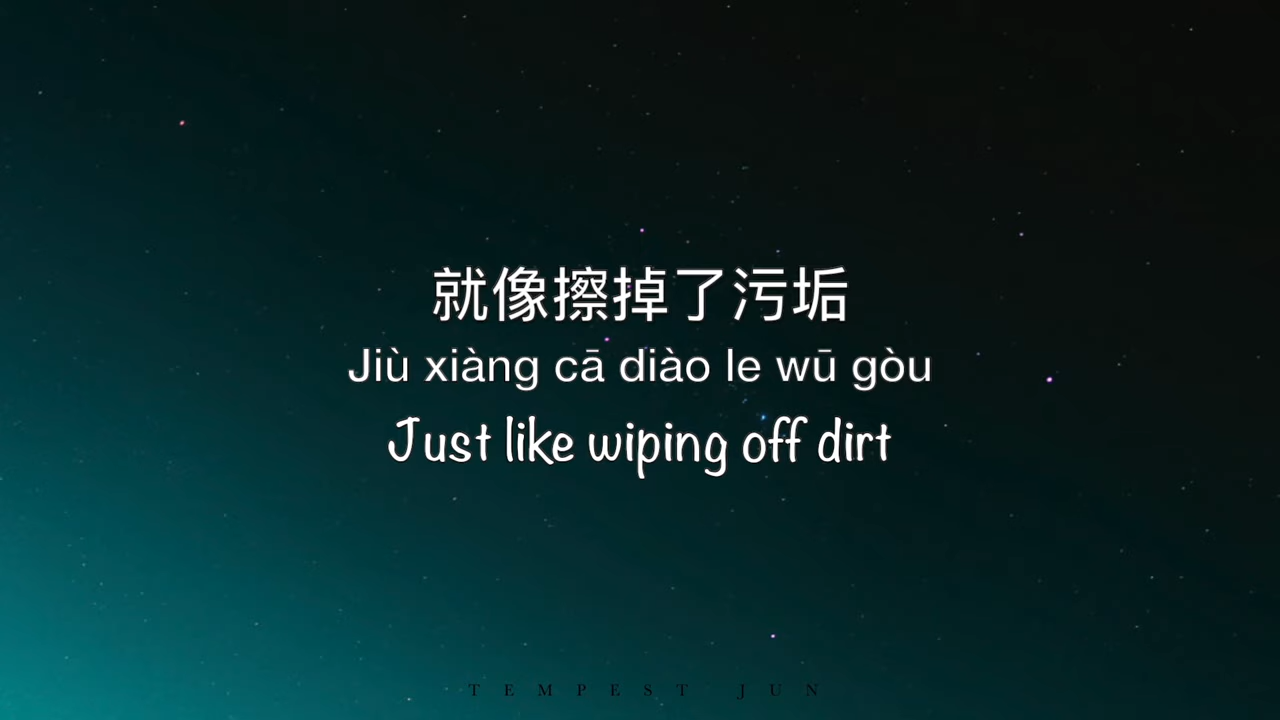 就像擦掉了污垢
Jiù xiàng cā diào le wū gòu
Just like wiping off dirt
TEMPEST JUN